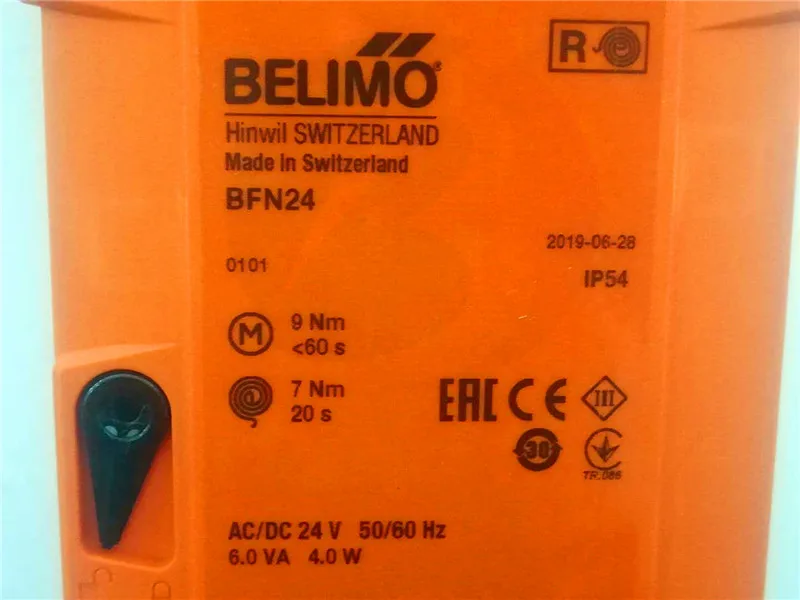 R
BELIMO®
Hinwil SWITZERLAND
Made in Switzerland
BFN24
2019-06-28
0101
IP54
M
9 Nm
<60 s
7 Nm
20 s
EAC CE III
30
TR.066
AC/DC 24 V 50/60 Hz
6.0 VA 4.0 W